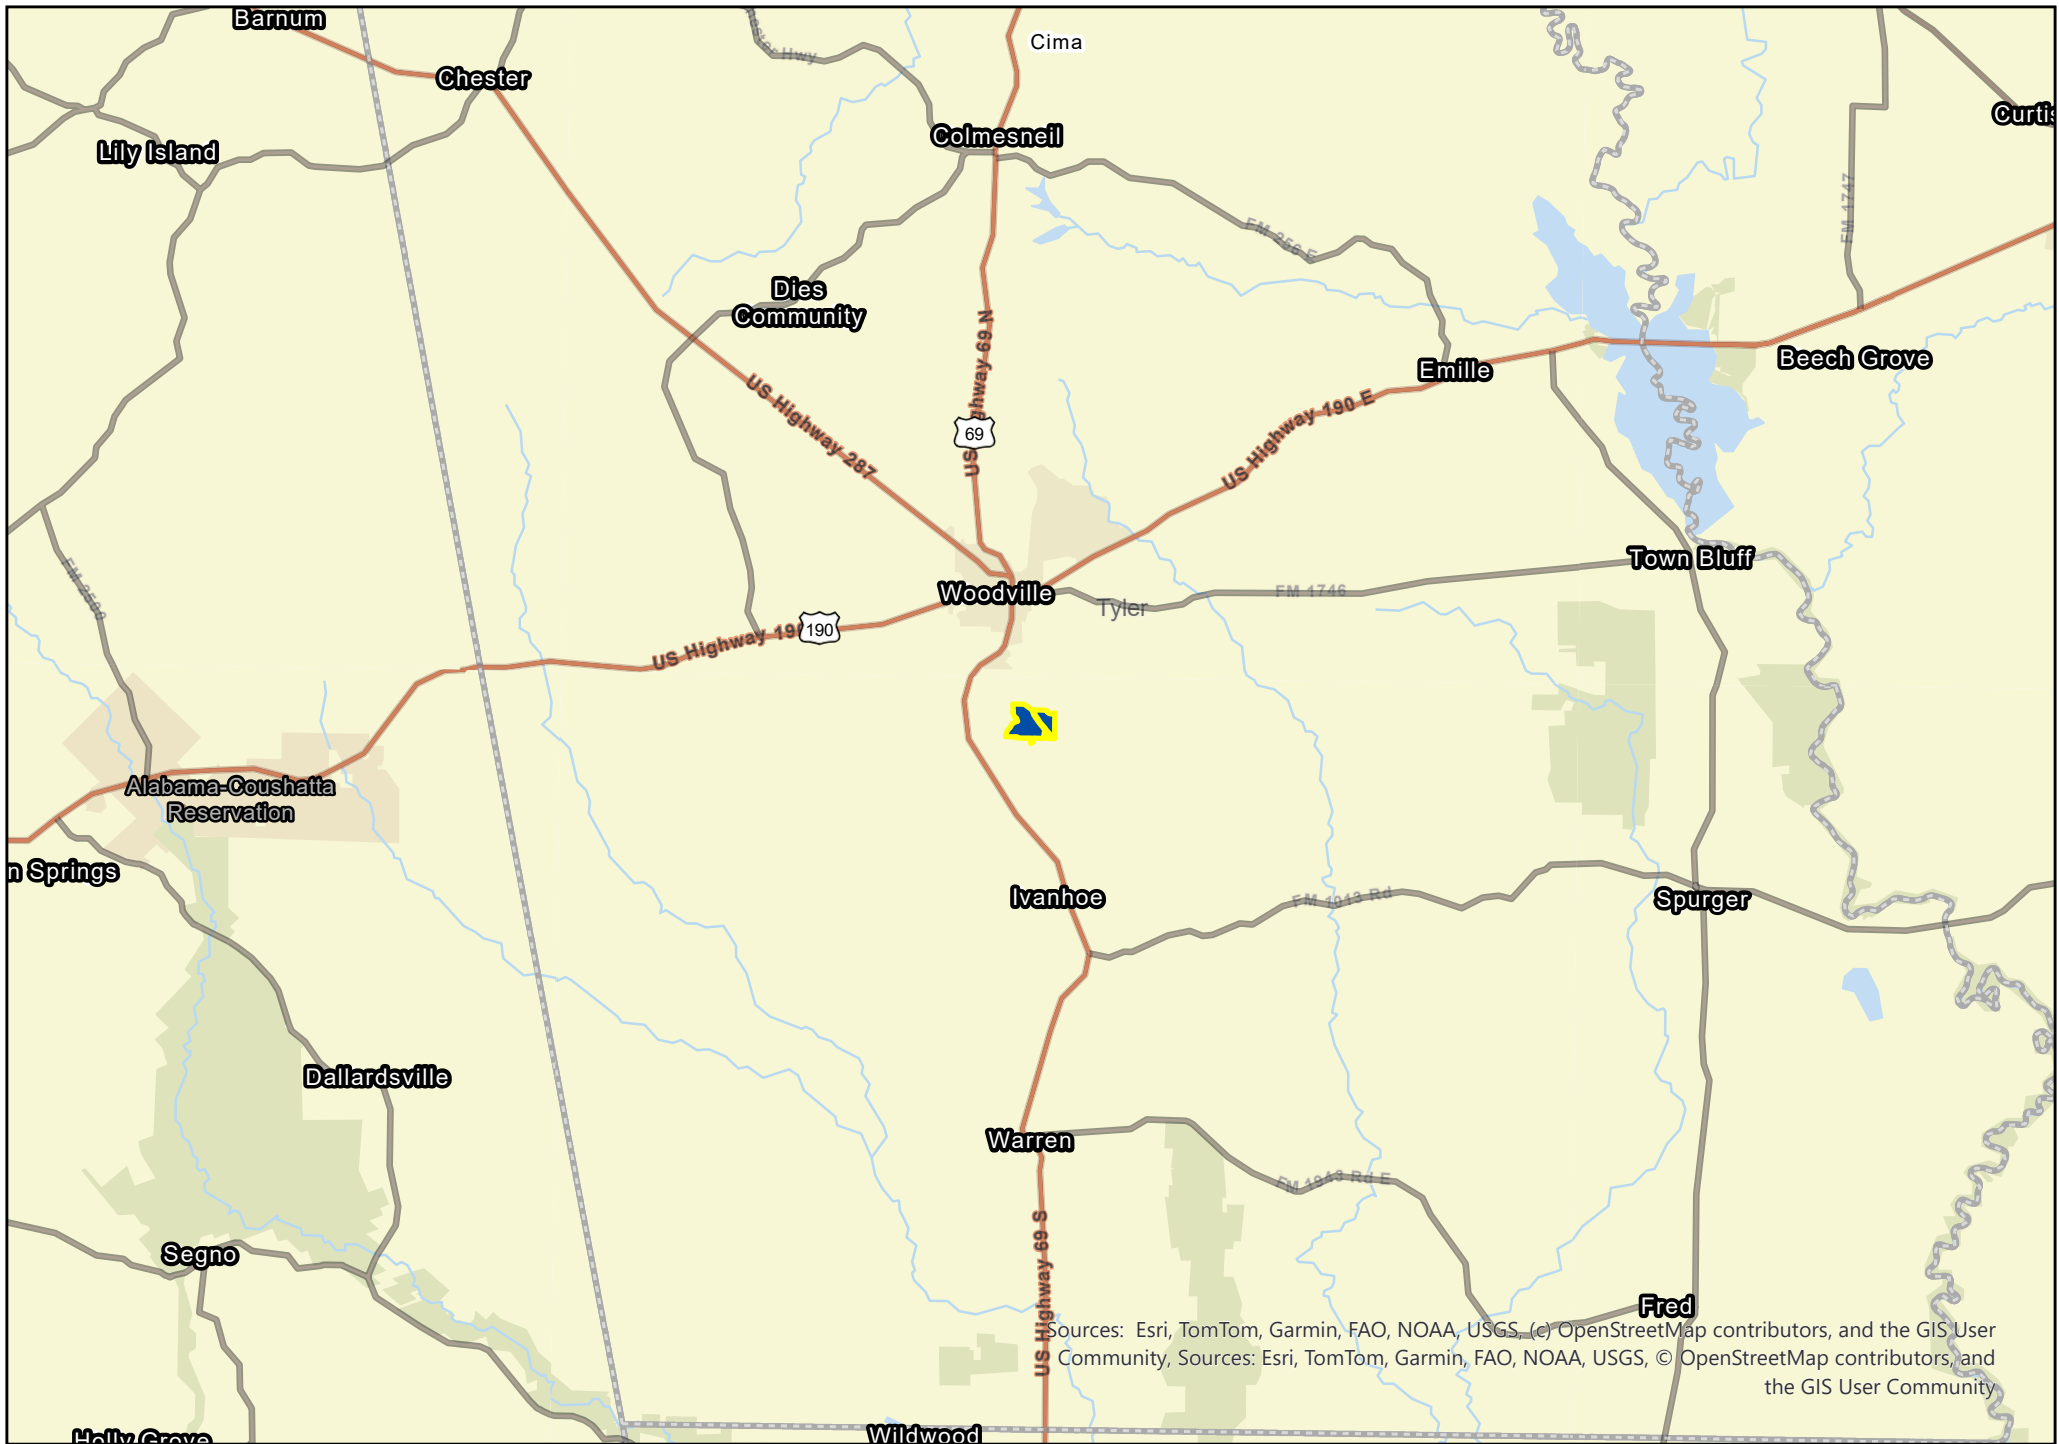 Barnum
Cima
Chester
Colmesneil
Curtis
Lily Island
FM 1747
FM 256 E
Dies
Community
US Highway 69 N
Beech Grove
Emille
US Highway 287
69
US Highway 190 E
Town Bluff
FM 1746
Woodville
Tyler
FM 2500
190
US Highway 190
Alabama-Coushatta
Reservation
n Springs
Ivanhoe
FM 1013 Rd
Spurger
Dallardsville
Warren
FM 1943 Rd E
Segno
US Highway 69 S
Fred
Sources: Esri, TomTom, Garmin, FAO, NOAA, USGS, (c) OpenStreetMap contributors, and the GIS User
Community, Sources: Esri, TomTom, Garmin, FAO, NOAA, USGS, © OpenStreetMap contributors, and
the GIS User Community
Wildwood
Holly Grove